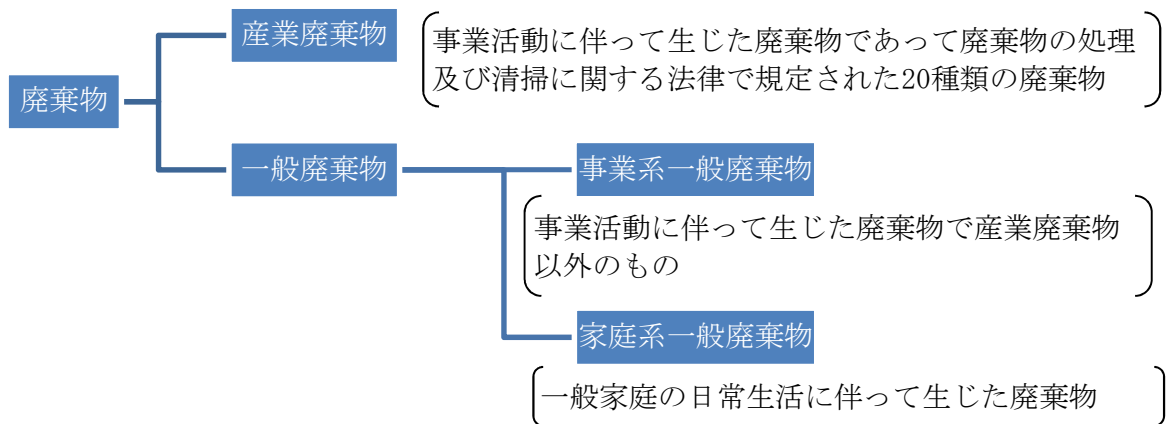 産業廃棄物
事業活動に伴って生じた廃棄物であって廃棄物の処理
及び清掃に関する法律で規定された20種類の廃棄物
廃棄物
一般廃棄物
事業系一般廃棄物
事業活動に伴って生じた廃棄物で産業廃棄物
以外のもの
家庭系一般廃棄物
一般家庭の日常生活に伴って生じた廃棄物